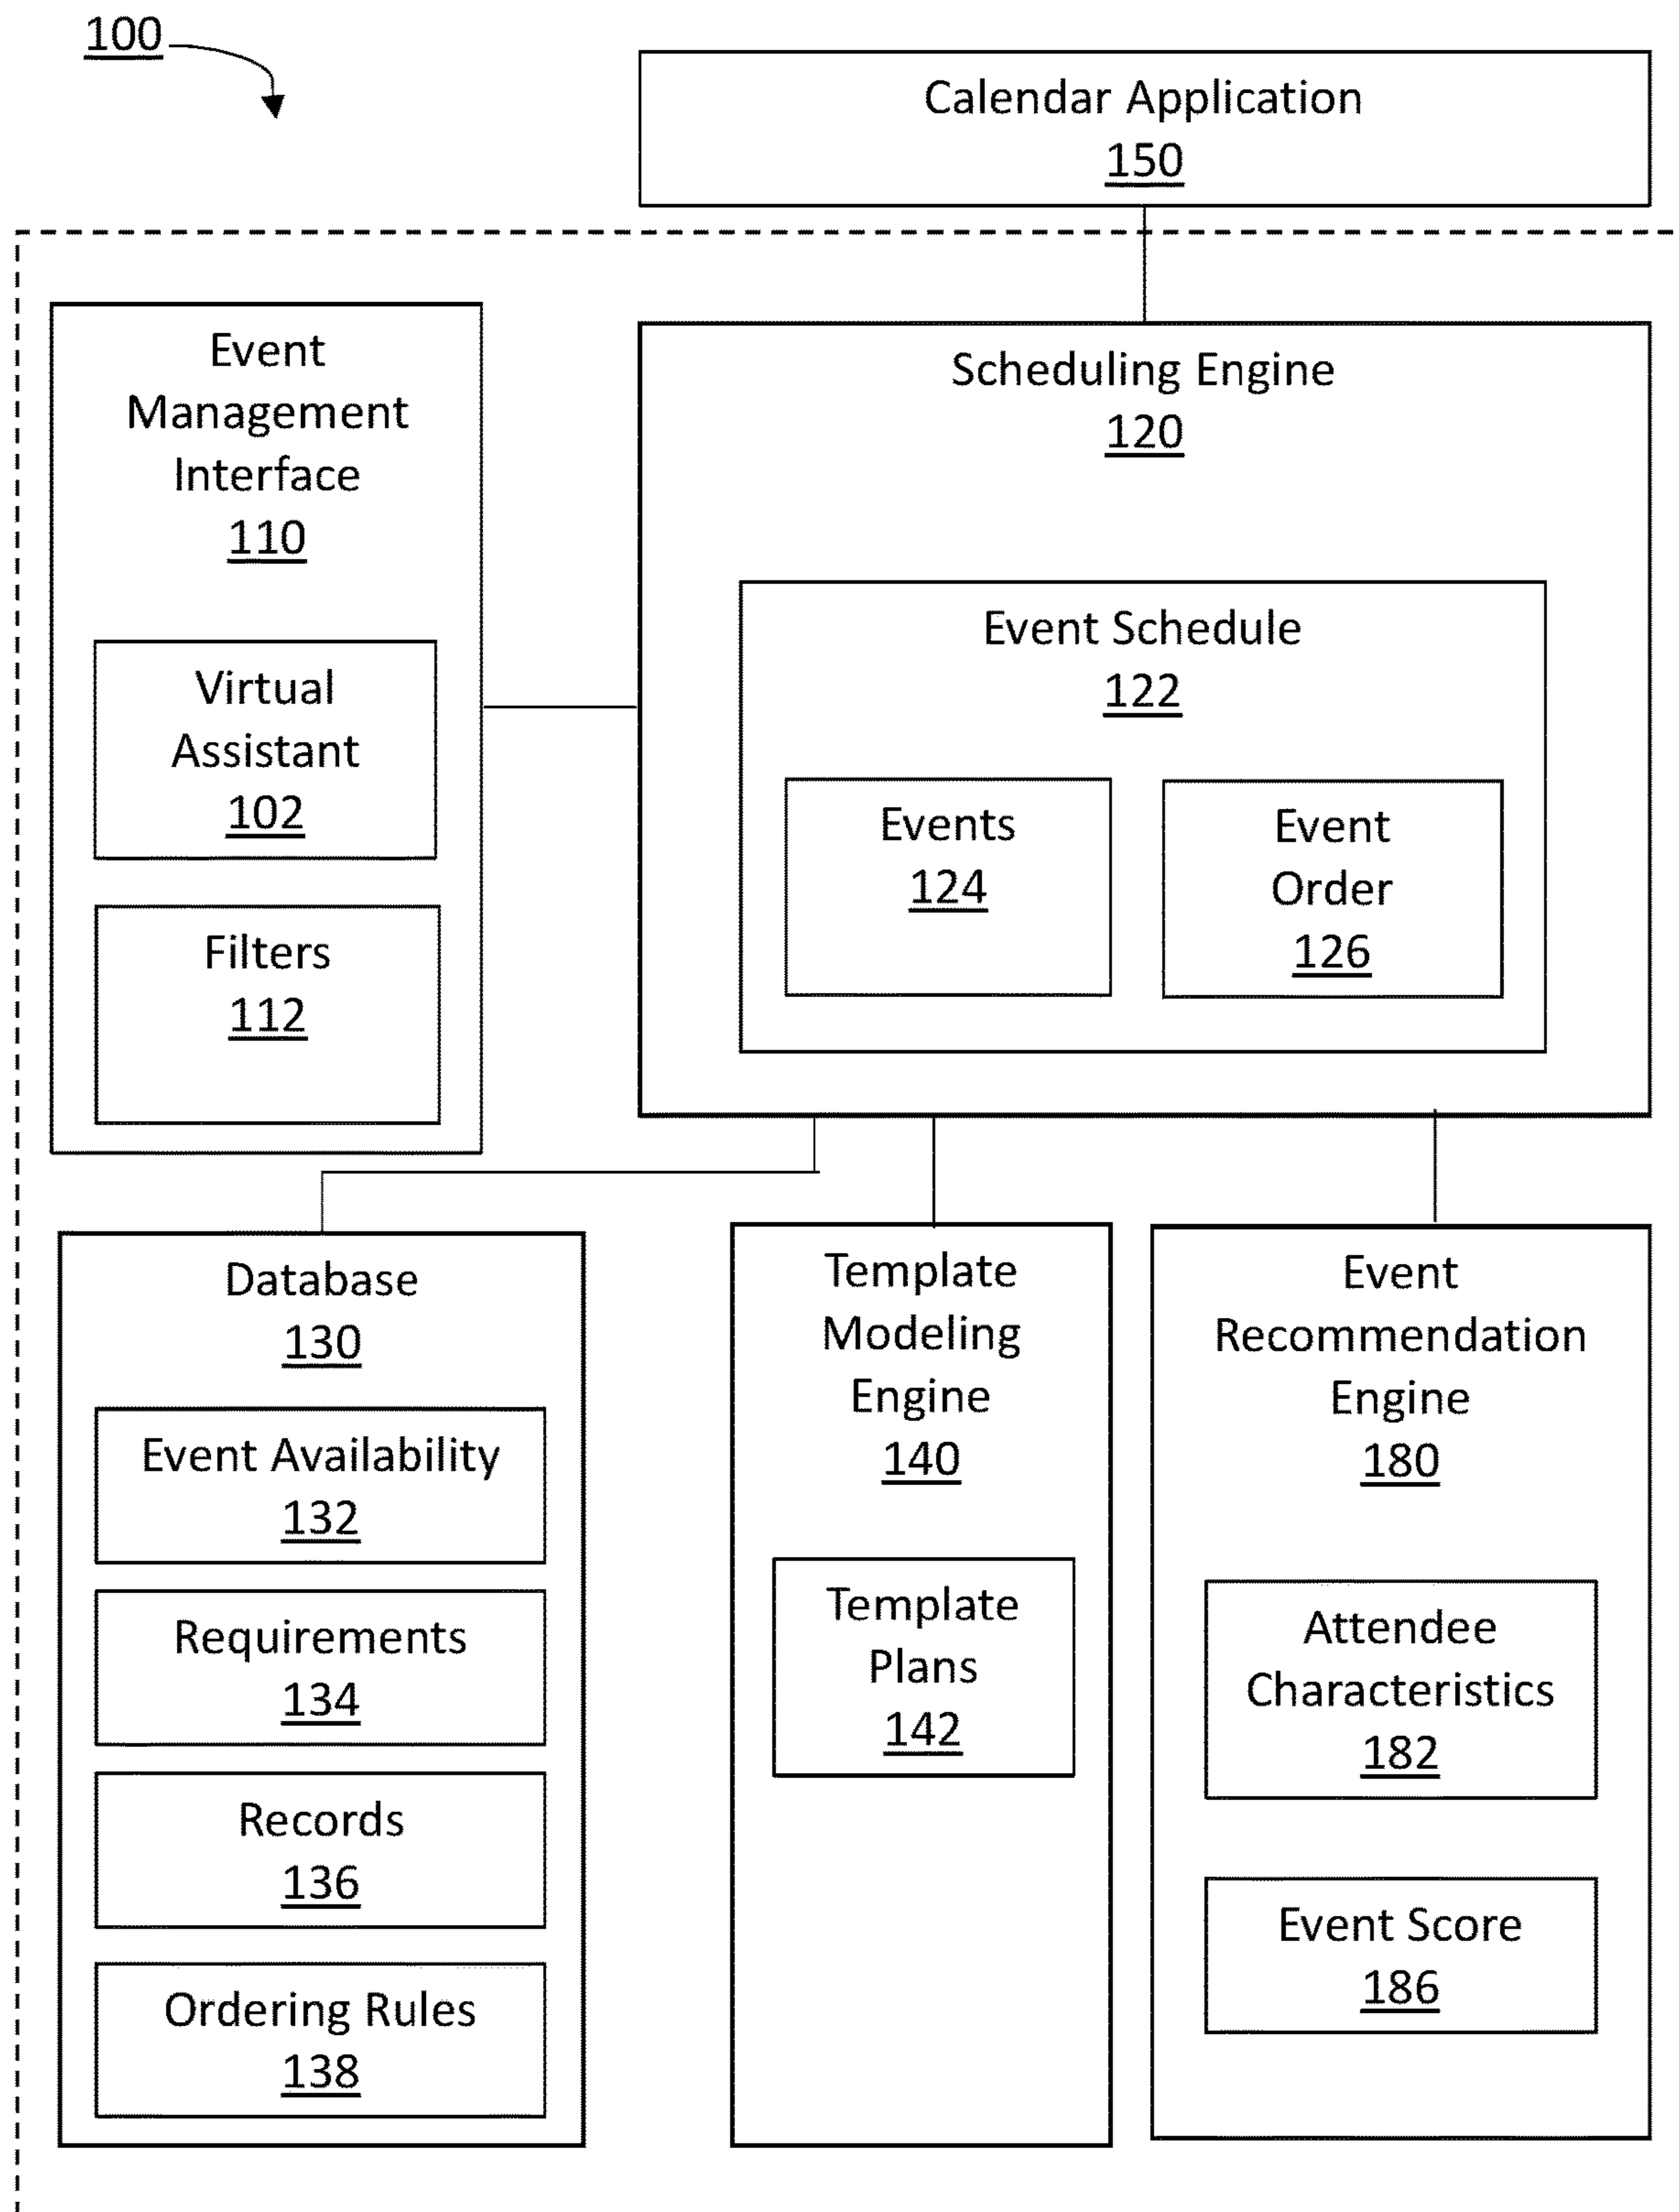 100
Calendar Application
150
Event
Management
Interface
110
Virtual
Assistant
102
Filters
112
Scheduling Engine
120
Event Schedule
122
Events
124
Event
Order
126
Database
130
Event Availability
132
Requirements
134
Records
136
Ordering Rules
138
Template
Modeling
Engine
140
Template
Plans
142
Event
Recommendation
Engine
180
Attendee
Characteristics
182
Event Score
186